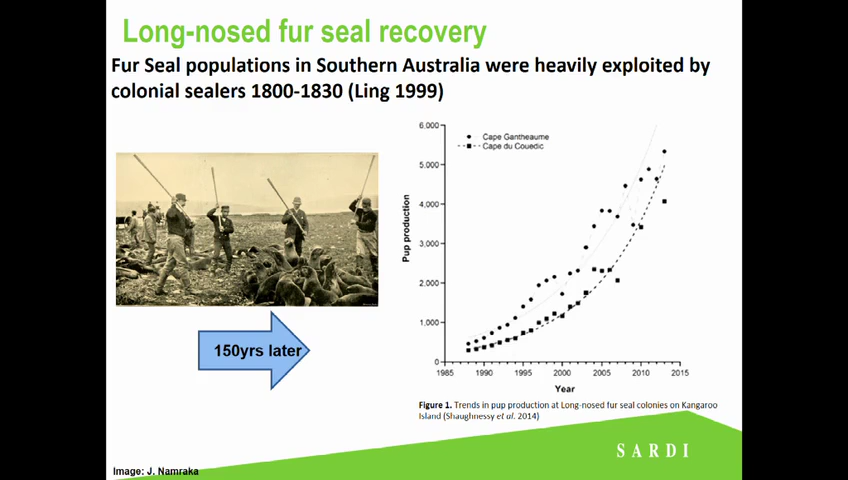 Long-nosed fur seal recovery
Fur Seal populations in Southern Australia were heavily exploited by
colonial sealers 1800-1830 (Ling 1999)
150yrs later
6,000
5,000
4,000
3,000
2,000
1,000
0
Pup production
Cape Gantheaume
Cape du Couedic
1985 1990 1995 2000 2005 2010 2015
Year
Figure 1. Trends in pup production at Long-nosed fur seal colonies on Kangaroo
Island (Shaughnessy et al. 2014)
SARDI
Image: J. Namraka